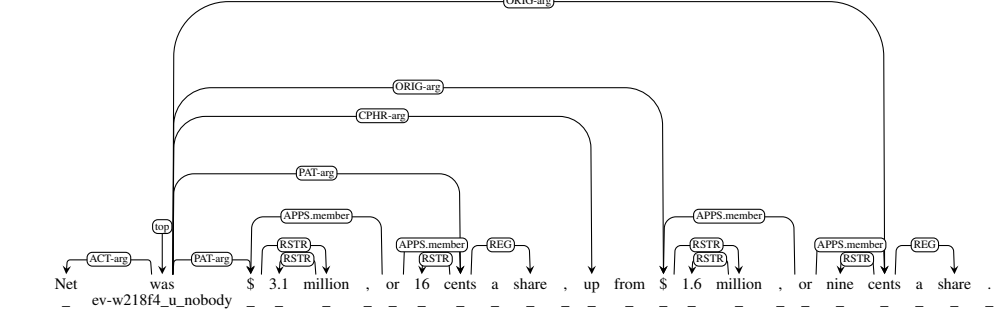 ORIG-arg
ORIG-arg
CPHR-arg
PAT-arg
APPS.member APPS.member
top
RSTR APPS.member REG RSTR APPS.member REG
ACT-arg PAT-arg RSTR RSTR RSTR RSTR
Net was $ 3.1 million , or 16 cents a share , up from $ 1.6 million , or nine cents a share .
_ ev-w218f4_u_nobody _ _ _ _ _ _ _ _ _ _ _ _ _ _ _ _ _ _ _ _ _ _